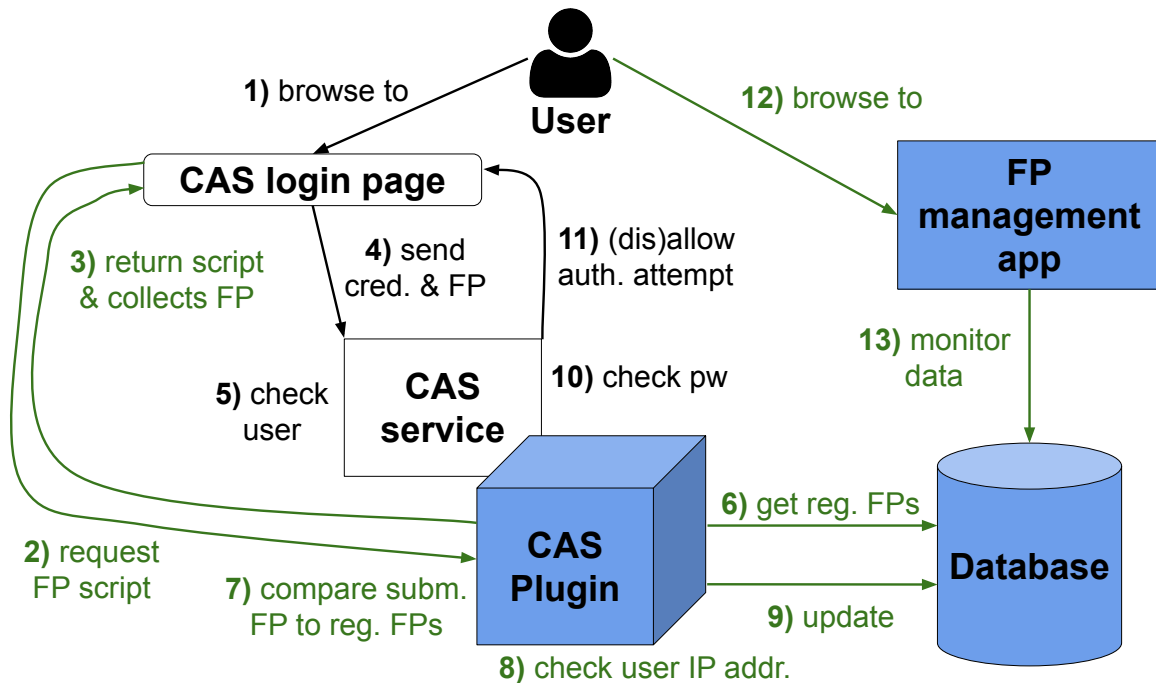 User
1) browse to
12) browse to
CAS login page
FP
management
app
3) return script
& collects FP
4) send
cred. & FP
11) (dis)allow
auth. attempt
13) monitor
data
5) check
user
CAS
service
10) check pw
2) request
FP script
CAS
Plugin
6) get reg. FPs
Database
7) compare subm.
FP to reg. FPs
9) update
8) check user IP addr.